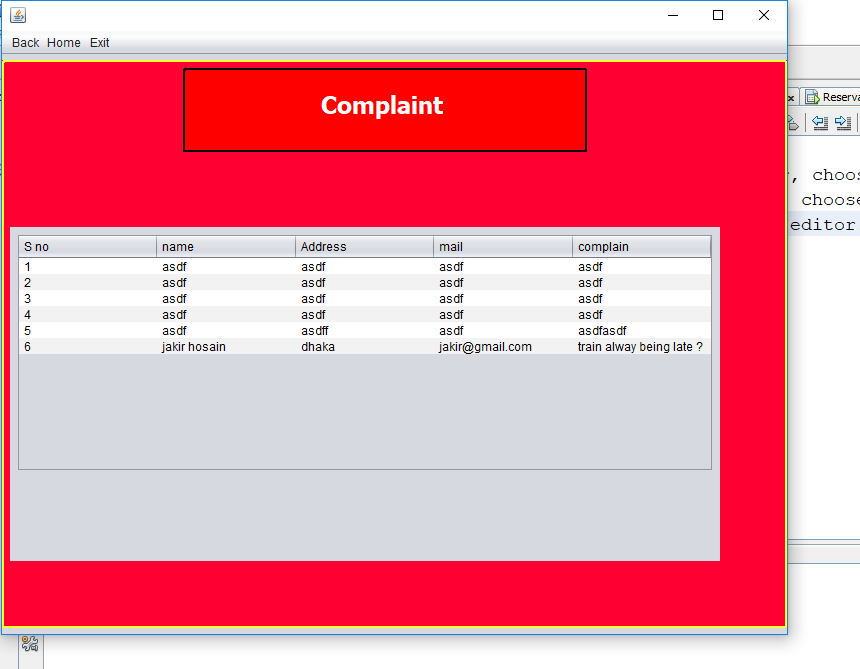 Back Home Exit
Complaint
Reserva
, choos
choose
editor
S no name Address mail complain
1 asdf asdf asdf asdf
2 asdf asdf asdf asdf
3 asdf asdf asdf asdf
4 asdf asdf asdf asdf
5 asdf asdff asdf asdfasdf
6 jakir hosain dhaka jakir@gmail.com train alway being late ?